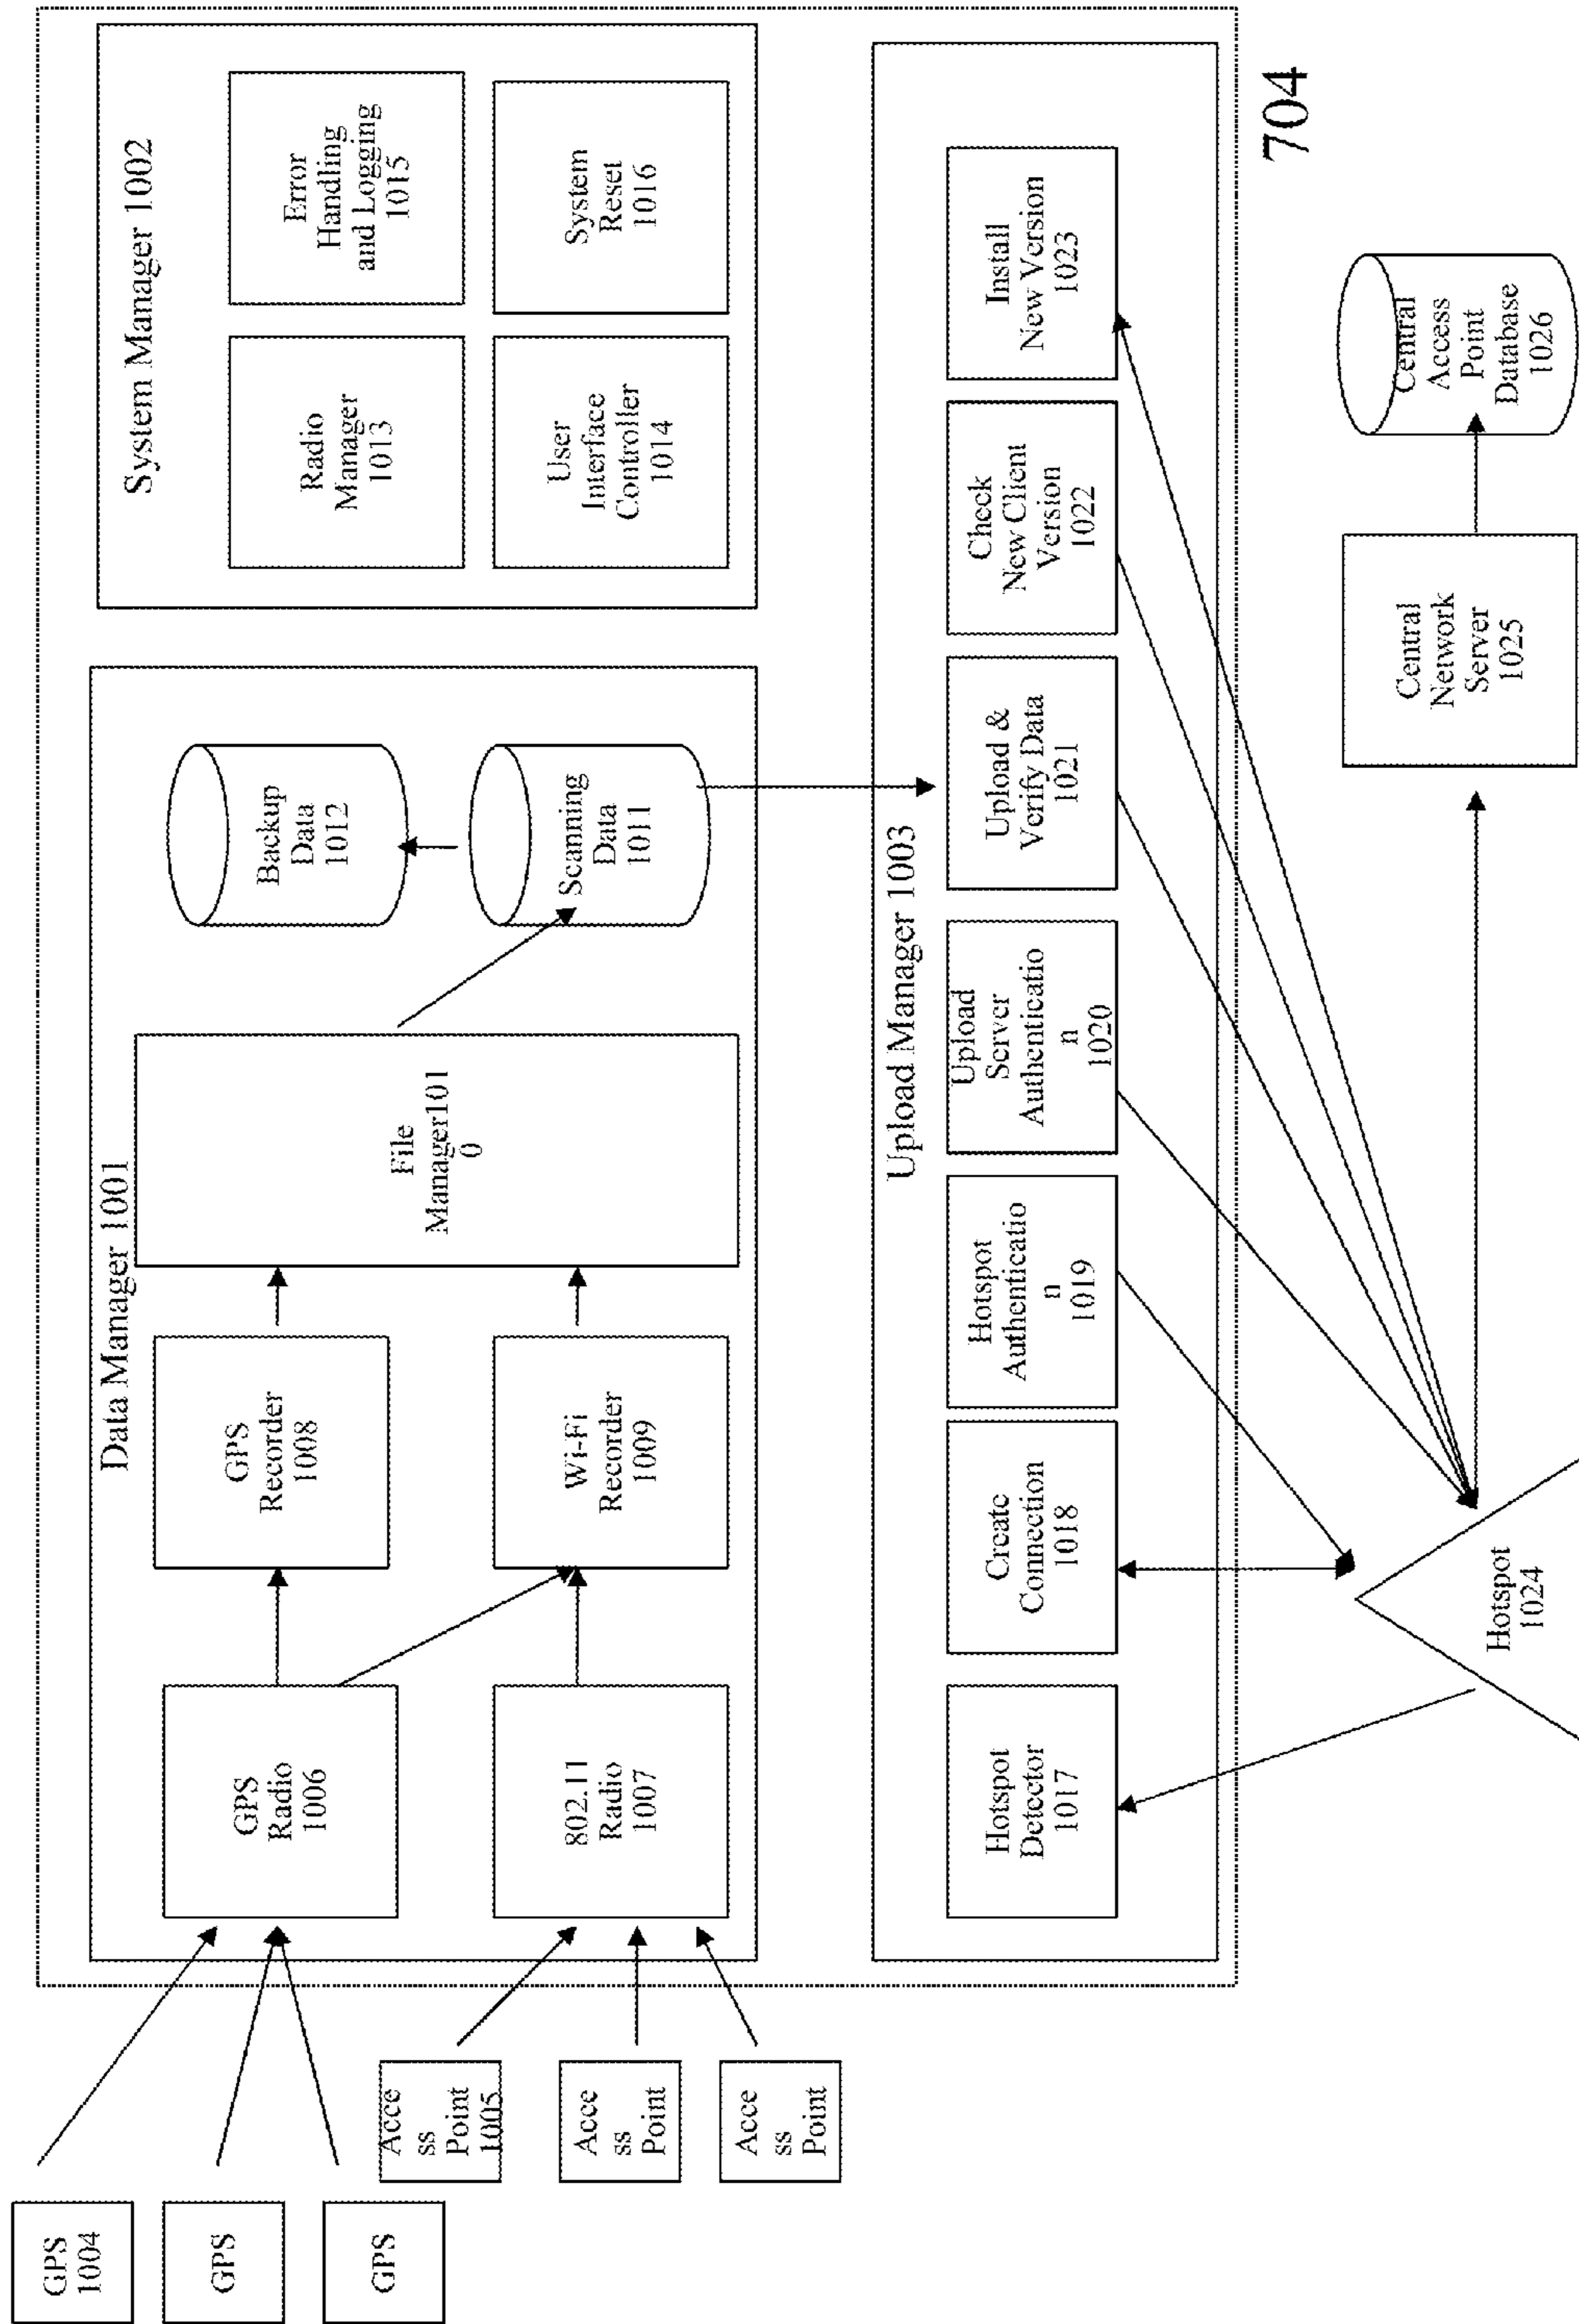 GPS
1004
GPS
GPS
Acce
ss
Point
1005
Acce
ss
Point
Acce
ss
Point
Data Manager 1001
GPS
Radio
1006
802.11
Radio
1007
GPS
Recorder
1008
Wi-Fi
Recorder
1009
File
Manager101
0
Backup
Data
1012
Scanning
Data
1011
System Manager 1002
Radio
Manager
1013
Error
Handling
and Logging
1015
User
Interface
Controller
1014
System
Reset
1016
Upload Manager 1003
Hotspot
Detector
1017
Create
Connection
1018
Hotspot
Authenticatio
n
1019
Upload
Server
Authenticatio
n
1020
Upload &
Verify Data
1021
Check
New Client
Version
1022
Install
New Version
1023
704
Hotspot
1024
Central
Network
Server
1025
Central
Access
Point
Database
1026